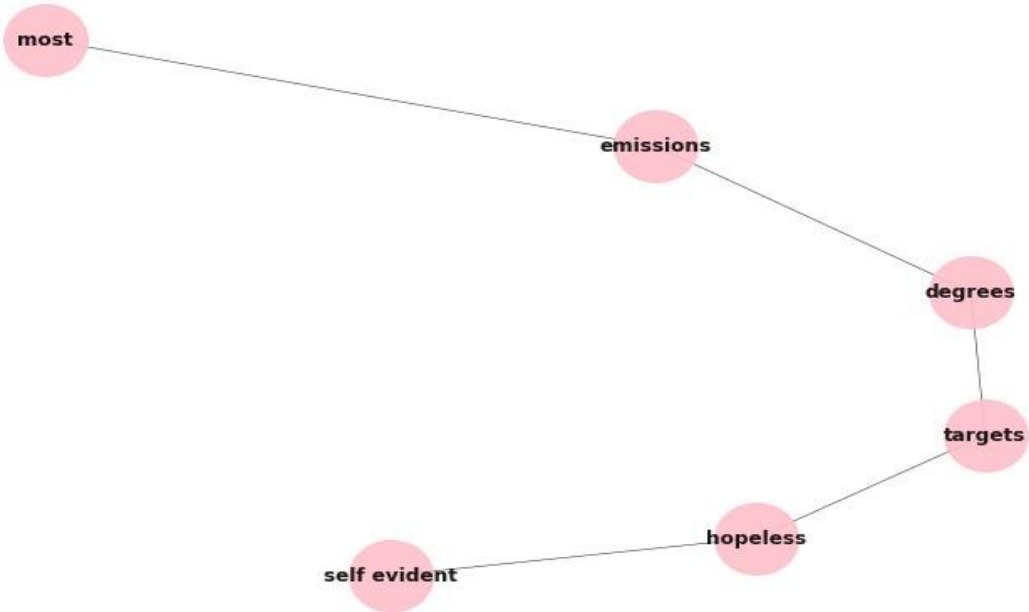 most
emissions
degrees
targets
hopeless
self evident